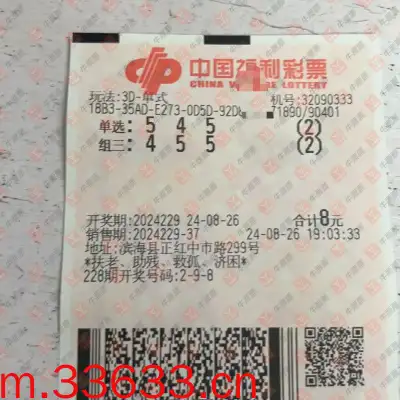 中国福利彩票
CHINA WELFARE LOTTERY
玩法:3D-单式 机号:32090333
18B3-35AD-E273-0D5D-92D 71890/90401
单选: 5 4 5 (2)
组三: 4 5 5 (2)
开奖期:2024229 24-08-26 合计8元
销售期:2024229-37 24-08-26 19:03:33
地址:滨海县正红中市路299号
*扶老、助残、救孤、济困*
228期开奖号码:2-9-8
m.33633.cn